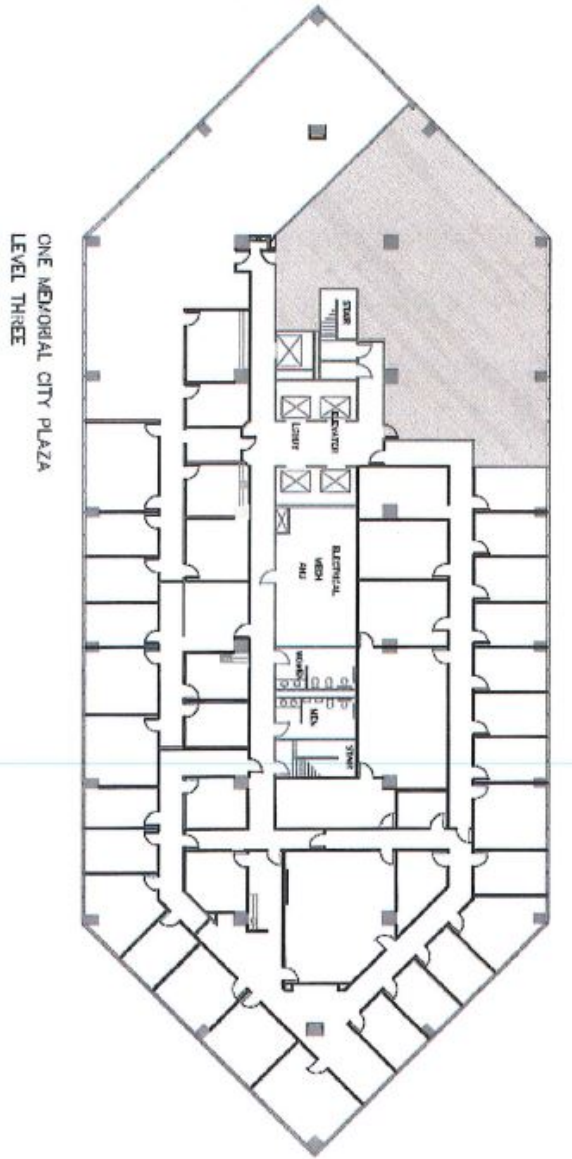 ONE MEMORIAL CITY PLAZA
LEVEL THREE
STAIR
ELEVATOR
LOBBY
ELECTRICAL
MECH
AHU
WOMEN
MEN
STAIR